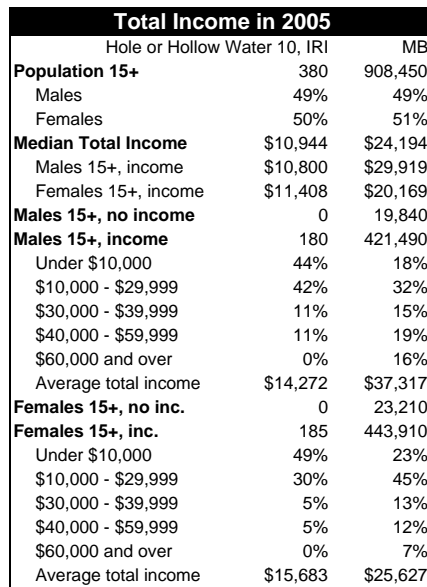 Total Income in 2005
Hole or Hollow Water 10, IRI MB
Population 15+ 380 908,450
Males 49% 49%
Females 50% 51%
Median Total Income $10,944 $24,194
Males 15+, income $10,800 $29,919
Females 15+, income $11,408 $20,169
Males 15+, no income 0 19,840
Males 15+, income 180 421,490
Under $10,000 44% 18%
$10,000 - $29,999 42% 32%
$30,000 - $39,999 11% 15%
$40,000 - $59,999 11% 19%
$60,000 and over 0% 16%
Average total income $14,272 $37,317
Females 15+, no inc. 0 23,210
Females 15+, inc. 185 443,910
Under $10,000 49% 23%
$10,000 - $29,999 30% 45%
$30,000 - $39,999 5% 13%
$40,000 - $59,999 5% 12%
$60,000 and over 0% 7%
Average total income $15,683 $25,627